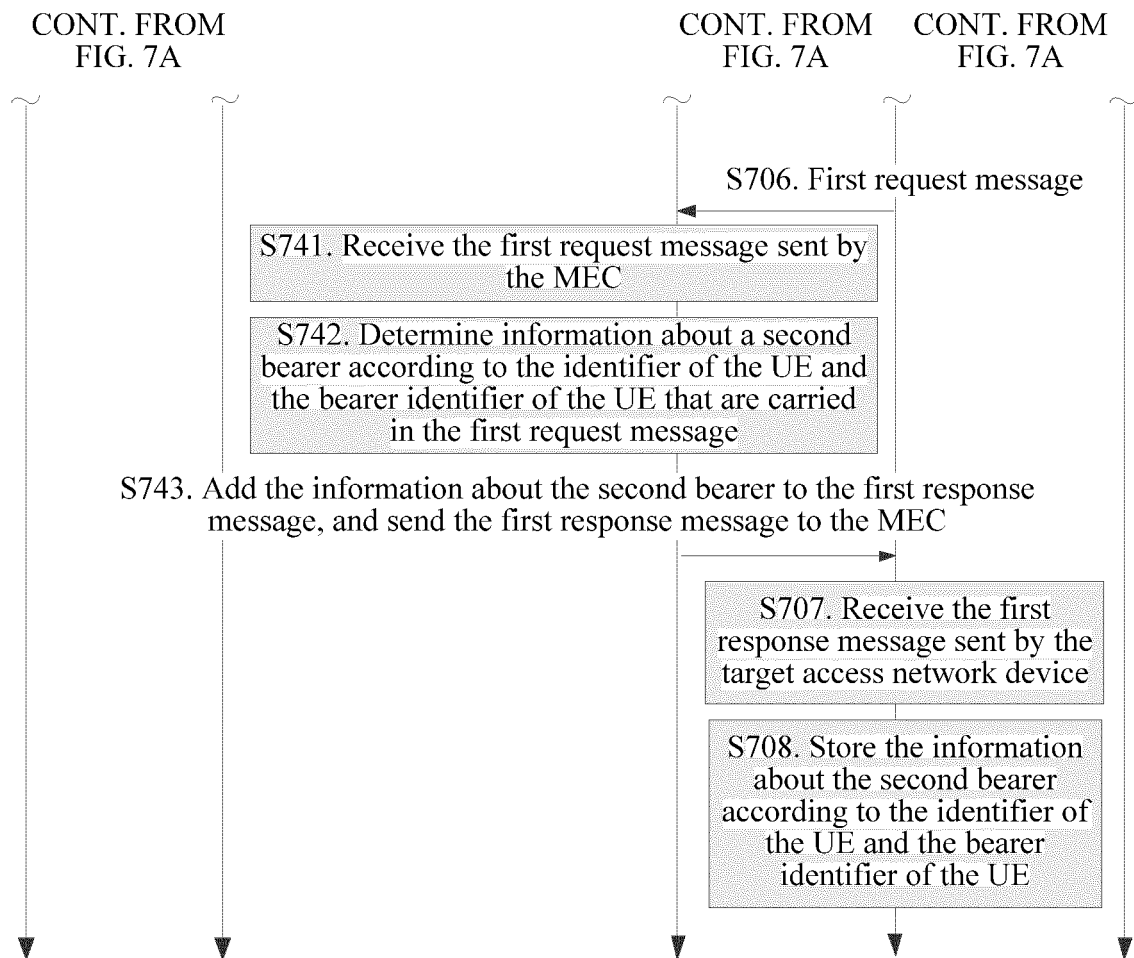 CONT. FROM
FIG. 7A
CONT. FROM
FIG. 7A
CONT. FROM
FIG. 7A
S706. First request message
S741. Receive the first request message sent by
the MEC
S742. Determine information about a second
bearer according to the identifier of the UE and
the bearer identifier of the UE that are carried
in the first request message
S743. Add the information about the second bearer to the first response
message, and send the first response message to the MEC
S707. Receive the first
response message sent by the
target access network device
S708. Store the information
about the second bearer
according to the identifier of
the UE and the bearer
identifier of the UE